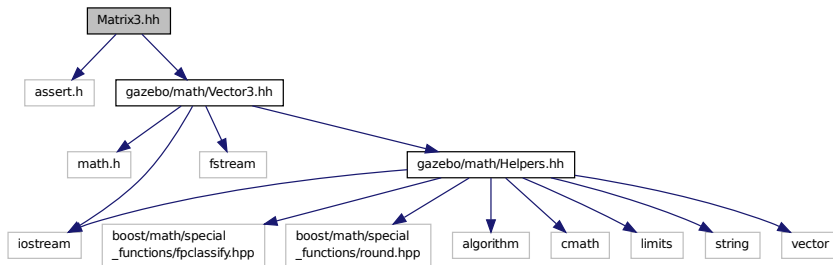 Matrix3.hh
assert.h
gazebo/math/Vector3.hh
math.h
fstream
gazebo/math/Helpers.hh
iostream
boost/math/special
_functions/fpclassify.hpp
boost/math/special
_functions/round.hpp
algorithm
cmath
limits
string
vector